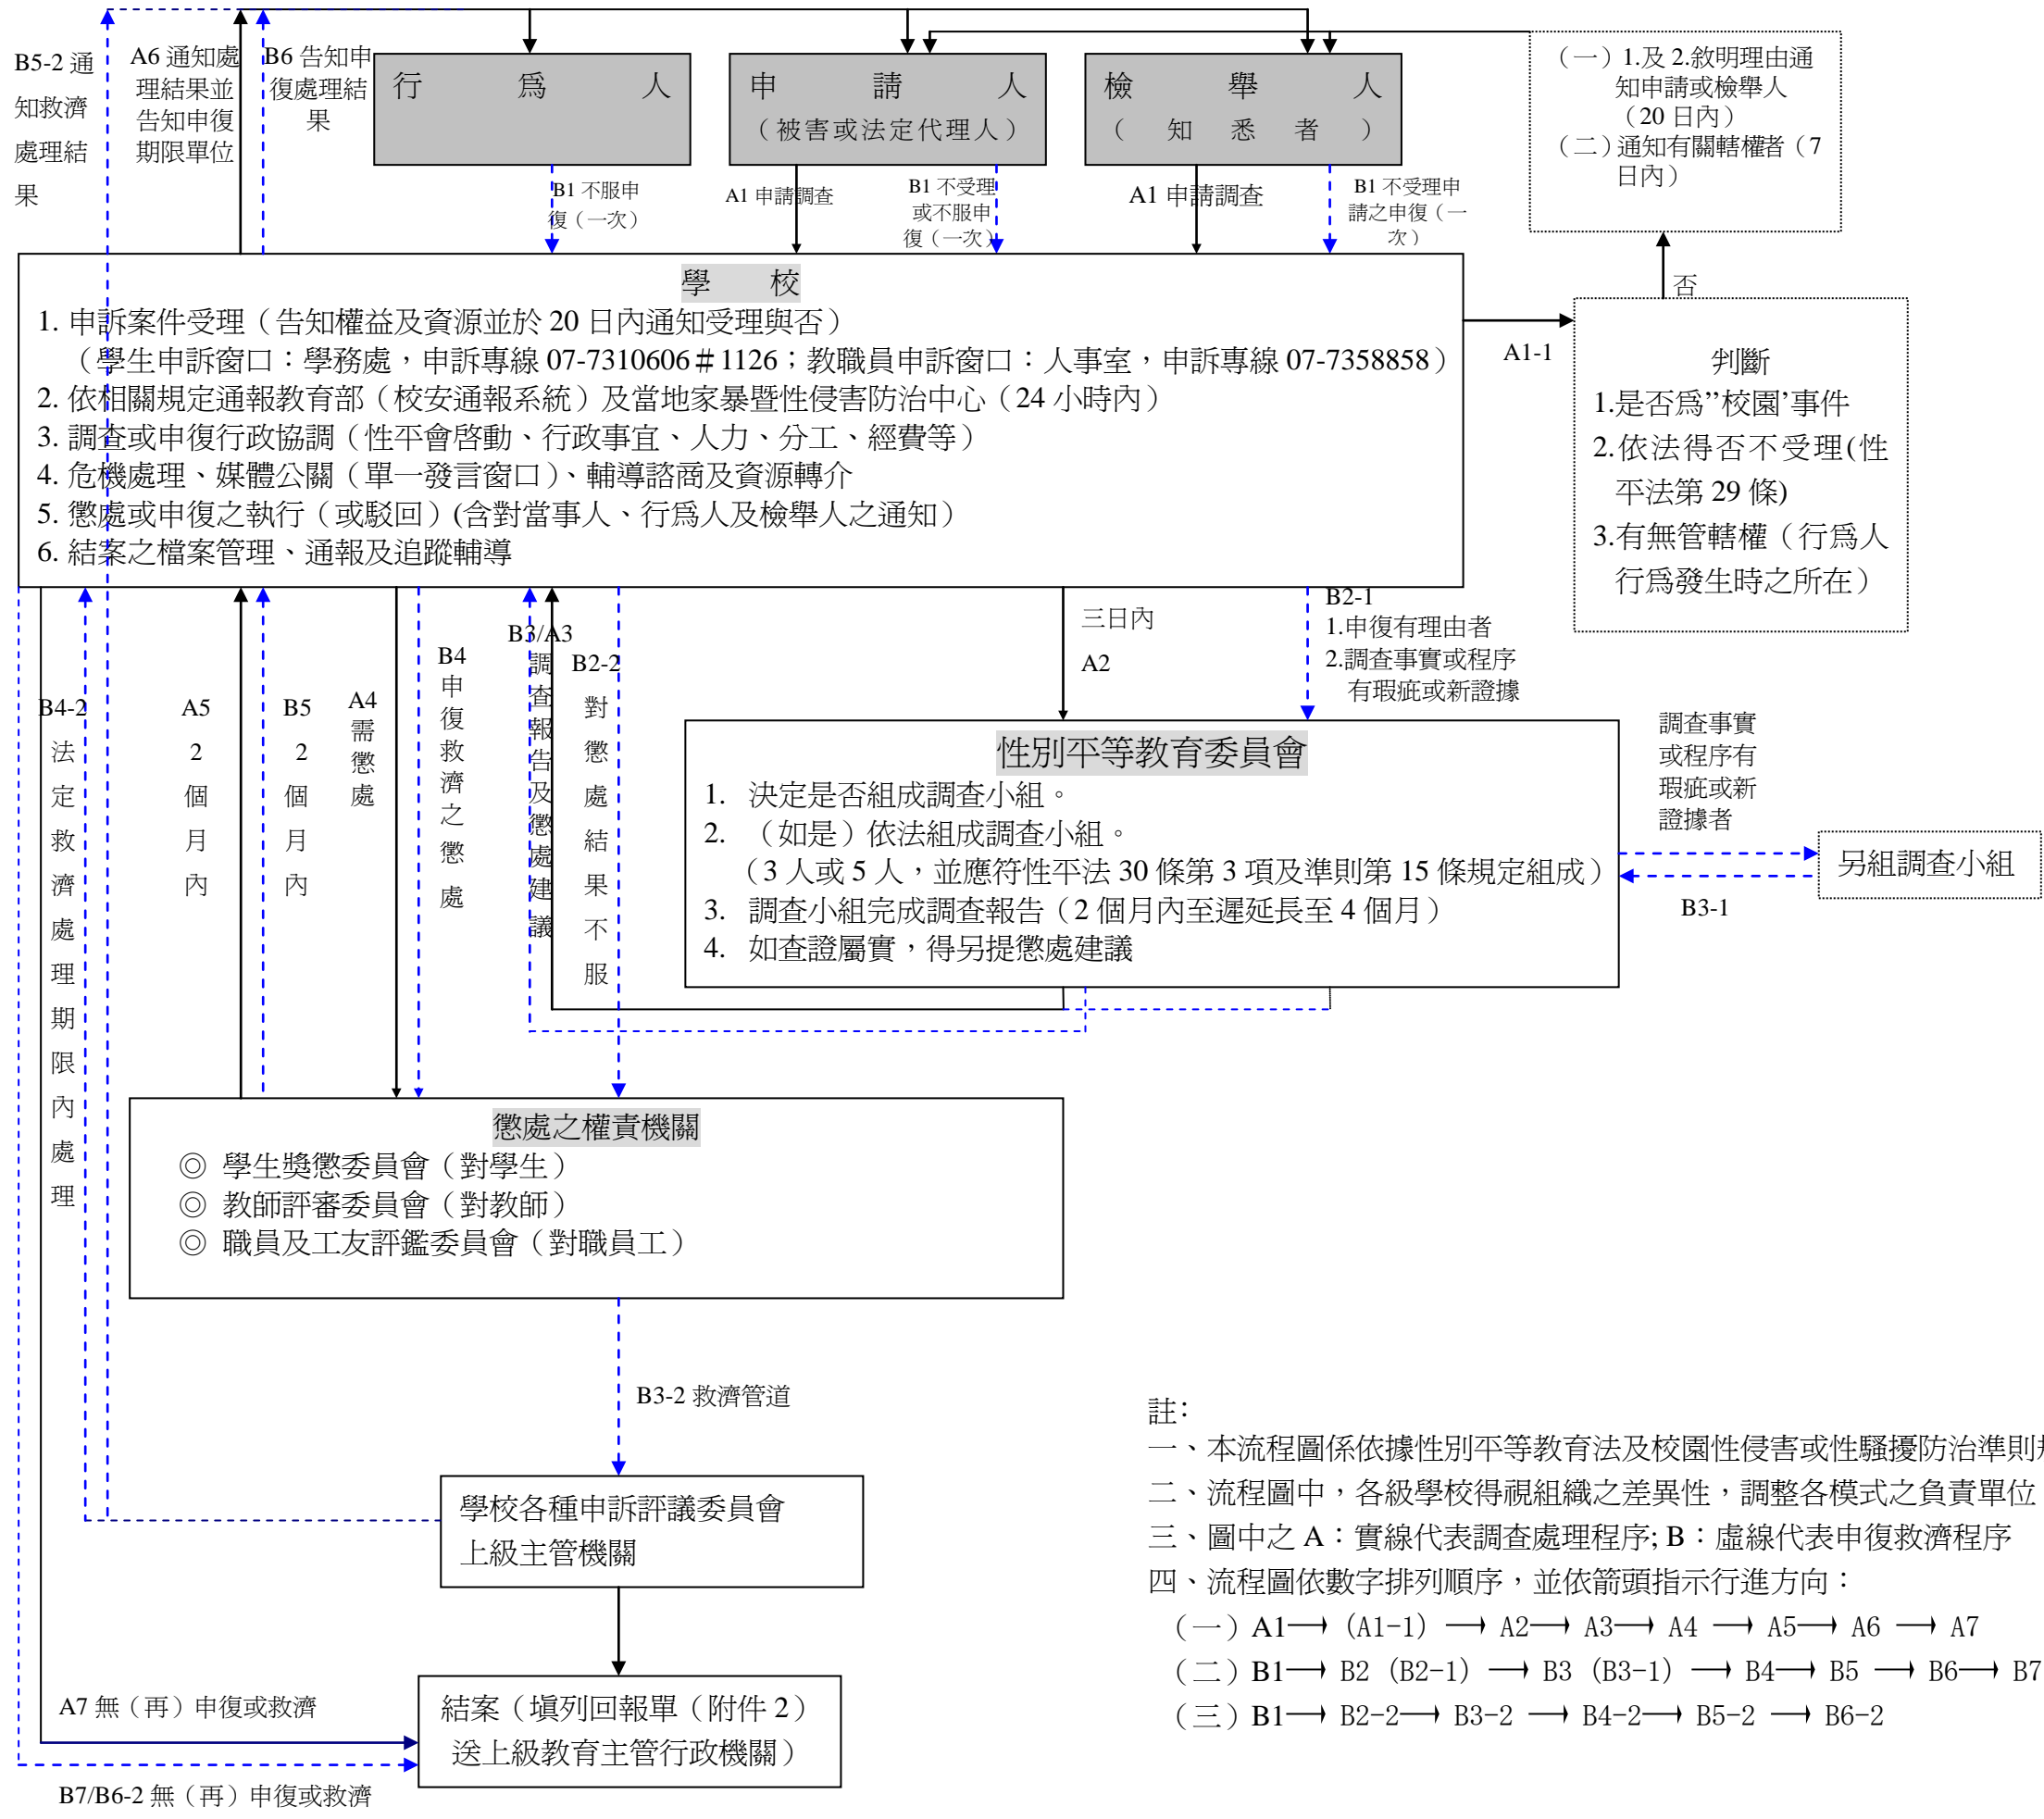 B5-2 通
知救濟
處理結
果
A6 通知處
理結果並
告知申復
期限單位
B6 告知申
復處理結
果
行 為 人
申 請 人
（被害或法定代理人）
檢 舉 人
（ 知 悉 者 ）
（一）1.及 2.敘明理由通
知申請或檢舉人
（20 日內）
（二）通知有關轄權者（7
日內）
B1 不服申
復（一次）
A1 申請調查
B1 不受理
或不服申
復（一次）
A1 申請調查
B1 不受理申
請之申復（一
次）
否
學 校
1. 申訴案件受理（告知權益及資源並於 20 日內通知受理與否）
（學生申訴窗口：學務處，申訴專線 07-7310606＃1126；教職員申訴窗口：人事室，申訴專線 07-7358858）
2. 依相關規定通報教育部（校安通報系統）及當地家暴暨性侵害防治中心（24 小時內）
3. 調查或申復行政協調（性平會啓動、行政事宜、人力、分工、經費等）
4. 危機處理、媒體公關（單一發言窗口）、輔導諮商及資源轉介
5. 懲處或申復之執行（或駁回）(含對當事人、行為人及檢舉人之通知）
6. 結案之檔案管理、通報及追蹤輔導
A1-1
判斷
1.是否為”校園’事件
2.依法得否不受理(性
平法第 29 條)
3.有無管轄權（行為人
行為發生時之所在）
B4-2
法定救濟處理期限內處理
A5
2
個
月
內
B5
2
個
月
內
A4
需
懲
處
B4
申
復
救
濟
之
懲
處
B3/A3
調查報告及懲處建議
B2-2
對
懲
處
結
果
不
服
三日內
A2
B2-1
1.申復有理由者
2.調查事實或程序
有瑕疵或新證據
性別平等教育委員會
1. 決定是否組成調查小組。
2. （如是）依法組成調查小組。
（3 人或 5 人，並應符性平法 30 條第 3 項及準則第 15 條規定組成）
3. 調查小組完成調查報告（2 個月內至遲延長至 4 個月）
4. 如查證屬實，得另提懲處建議
調查事實
或程序有
瑕疵或新
證據者
另組調查小組
B3-1
懲處之權責機關
◎ 學生獎懲委員會（對學生）
◎ 教師評審委員會（對教師）
◎ 職員及工友評鑑委員會（對職員工）
B3-2 救濟管道
學校各種申訴評議委員會
上級主管機關
A7 無（再）申復或救濟
結案（填列回報單（附件 2）
送上級教育主管行政機關）
B7/B6-2 無（再）申復或救濟
註:
一、本流程圖係依據性別平等教育法及校園性侵害或性騷擾防治準則
二、流程圖中，各級學校得視組織之差異性，調整各模式之負責單位
三、圖中之 A：實線代表調查處理程序; B：虛線代表申復救濟程序
四、流程圖依數字排列順序，並依箭頭指示行進方向：
（一）A1→ (A1-1) → A2→ A3→ A4 → A5→ A6 → A7
（二）B1→ B2 (B2-1) → B3 (B3-1) → B4→ B5 → B6→ B7
（三）B1→ B2-2→ B3-2 → B4-2→ B5-2 → B6-2